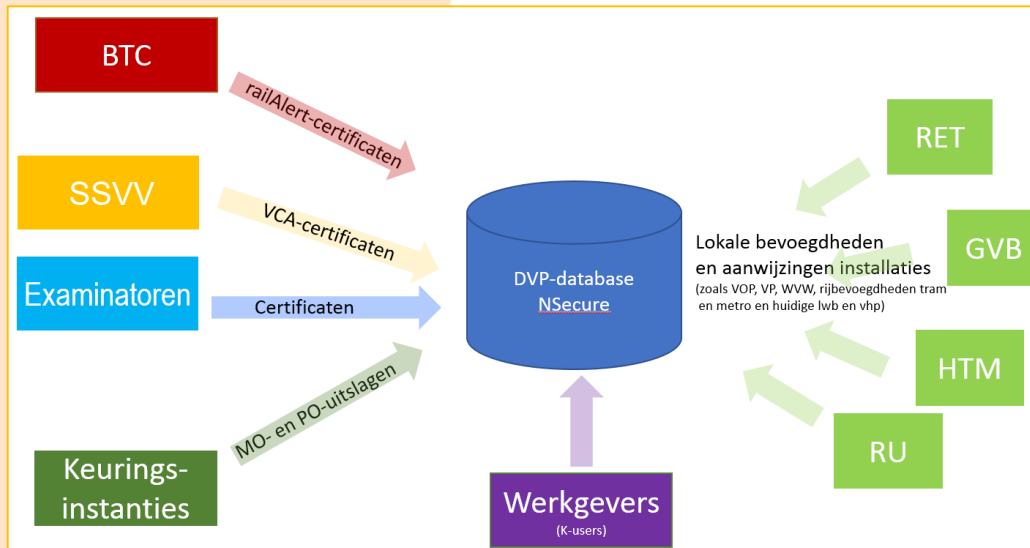 BTC
railAlert-certificaten
SSVV
VCA-certificaten
Examinatoren
Certificaten
Keurings-
instanties
MO- en PO-uitslagen
DVP-database
NSecure
Werkgevers
(K-users)
Lokale bevoegdheden
en aanwijzingen installaties
(zoals VOP, VP, WVW, rijbevoegdheden tram
en metro en huidige lwb en vhp)
RET
GVB
HTM
RU